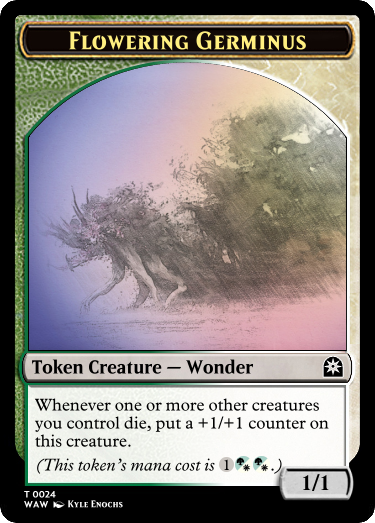 Flowering Germinus
Token Creature — Wonder
Whenever one or more other creatures
you control die, put a +1/+1 counter on
this creature.
(This token's mana cost is 1.)
1/1
T 0024
WAW Kyle Enochs